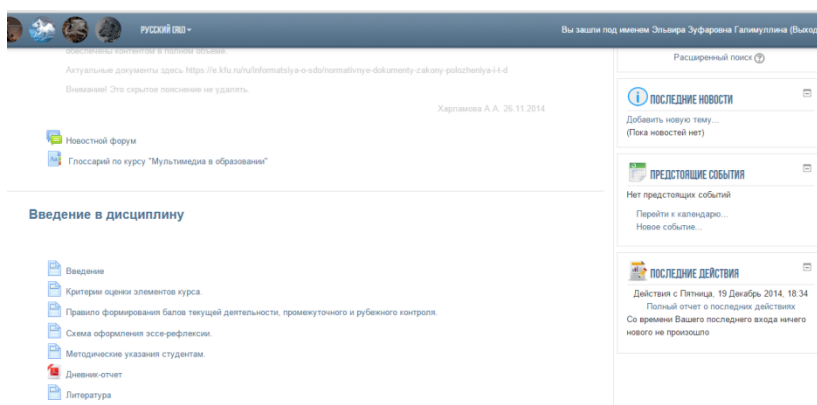 РУССКИЙ (RU)
Вы зашли под именем Эльвира Зуфаровна Галимуллина (Выход
обеспечены контентом в полном объеме.
Актуальные документы здесь https://e.kfu.ru/ru/informatsiya-o-sdo/normativnye-dokumenty-zakony-polozheniya-i-t-d
Внимание! Это скрытое пояснение не удалять.
Харламова А.А. 26.11.2014
Новостной форум
Глоссарий по курсу "Мультимедиа в образовании"
Введение в дисциплину
Введение
Критерии оценки элементов курса.
Правило формирования балов текущей деятельности, промежуточного и рубежного контроля.
Схема оформления эссе-рефлексии.
Методические указания студентам.
Дневник-отчет
Литература
Расширенный поиск
ПОСЛЕДНИЕ НОВОСТИ
Добавить новую тему...
(Пока новостей нет)
ПРЕДСТОЯЩИЕ СОБЫТИЯ
Нет предстоящих событий
Перейти к календарю...
Новое событие...
ПОСЛЕДНИЕ ДЕЙСТВИЯ
Действия с Пятница, 19 Декабрь 2014, 18:34
Полный отчет о последних действиях
Со времени Вашего последнего входа ничего
нового не произошло